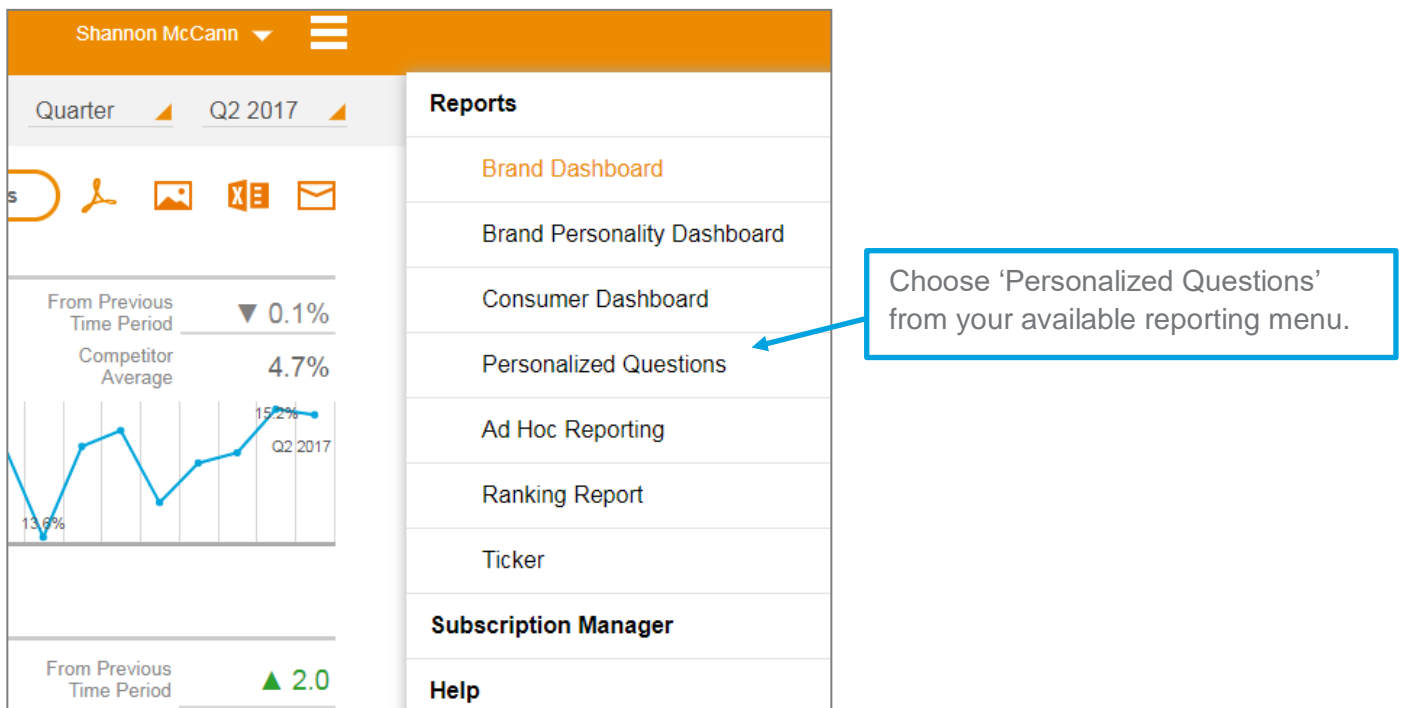 Shannon McCann
Quarter
Q2 2017
s
From Previous
Time Period
0.1%
Competitor
Average
4.7%
15.2%
Q2 2017
13.6%
From Previous
Time Period
2.0
Reports
Brand Dashboard
Brand Personality Dashboard
Consumer Dashboard
Personalized Questions
Ad Hoc Reporting
Ranking Report
Ticker
Subscription Manager
Help
Choose ‘Personalized Questions’
from your available reporting menu.